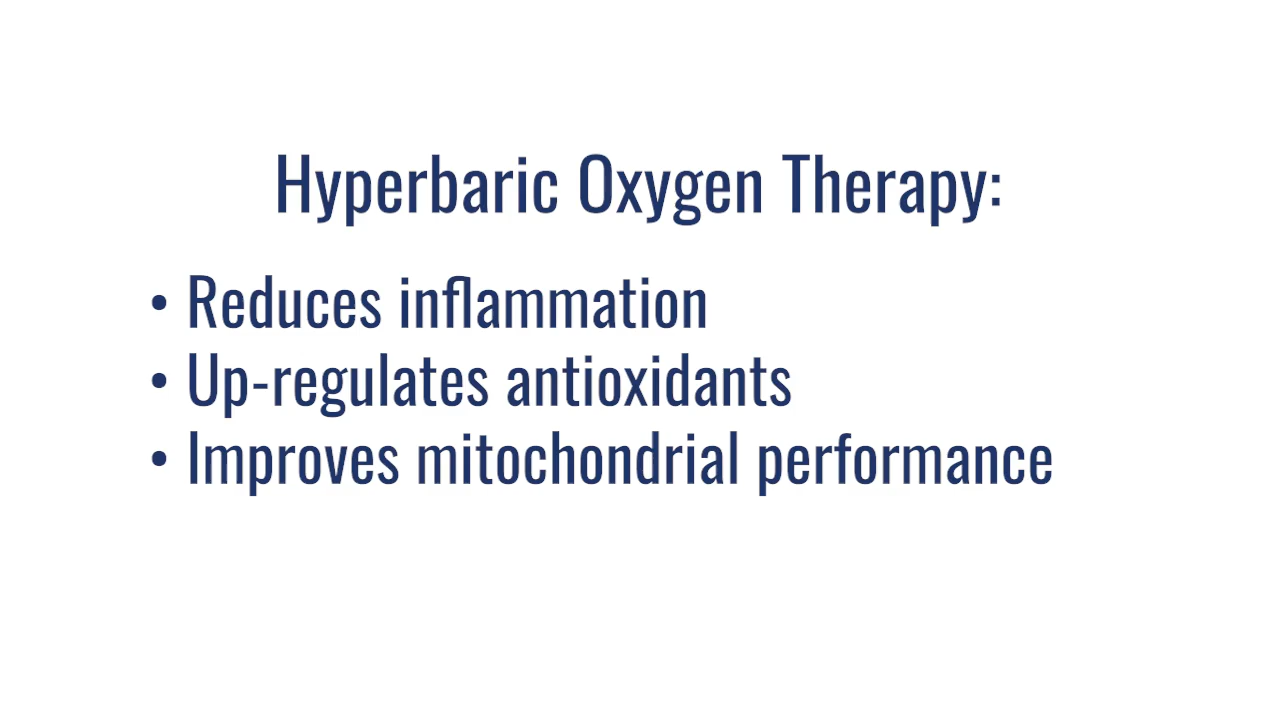 Hyperbaric Oxygen Therapy:
• Reduces inflammation
• Up-regulates antioxidants
• Improves mitochondrial performance